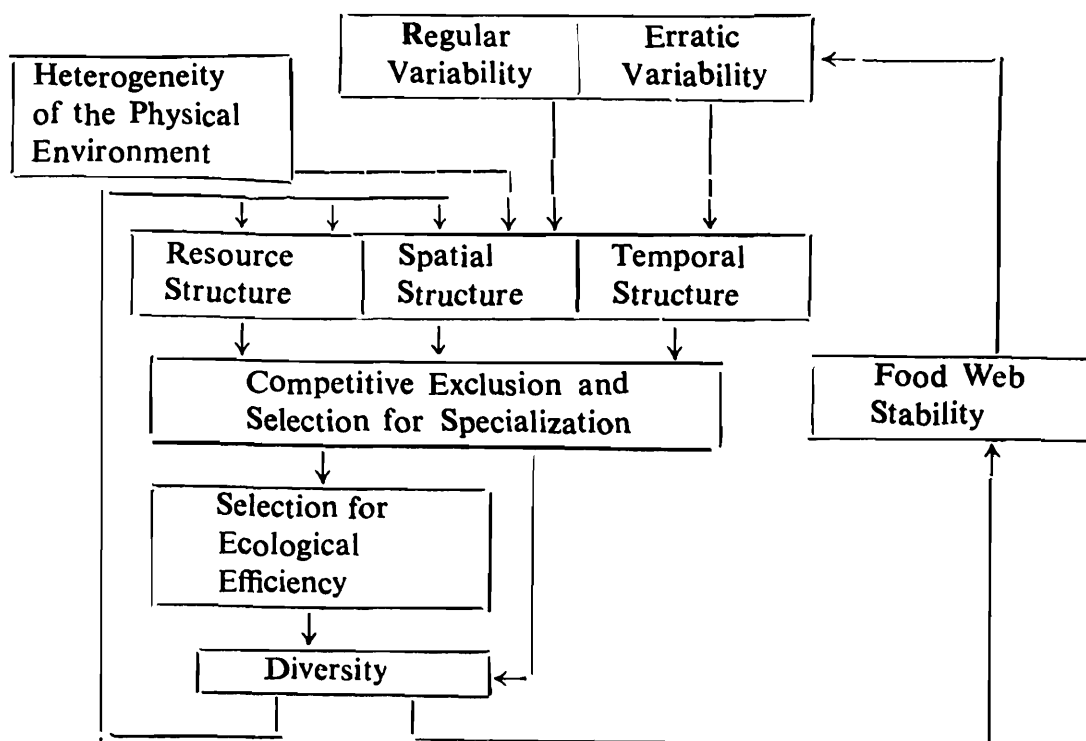 Regular
Variability
Erratic
Variability
Heterogeneity
of the Physical
Environment
Resource
Structure
Spatial
Structure
Temporal
Structure
Competitive Exclusion and
Selection for Specialization
Food Web
Stability
Selection for
Ecological
Efficiency
Diversity